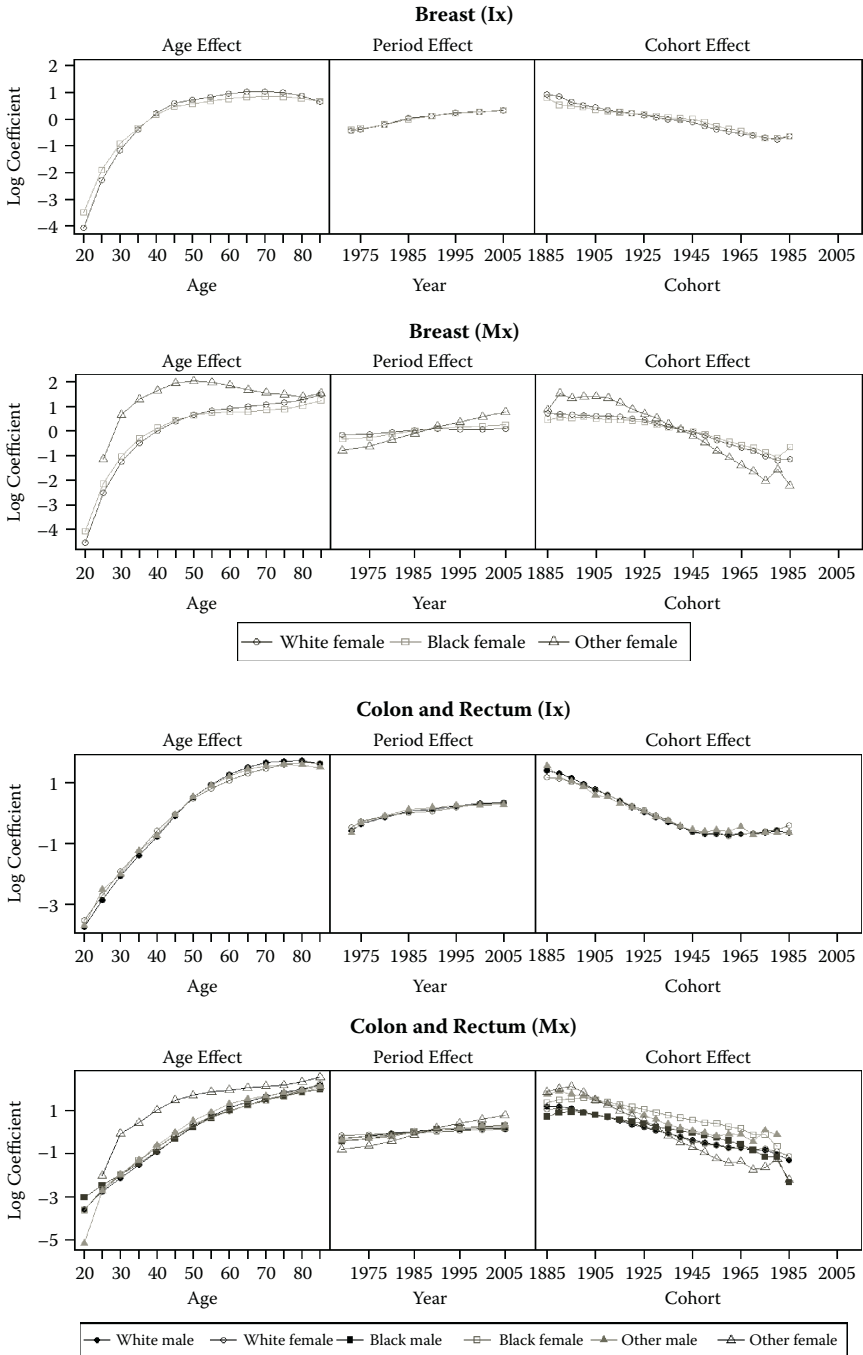 Breast (Ix)
Age Effect Period Effect Cohort Effect
Log Coefficient
2
1
0
−1
−2
−3
−4
20 30 40 50 60 70 80 1975 1985 1995 2005 1885 1905 1925 1945 1965 1985 2005
Age Year Cohort
Breast (Mx)
Age Effect Period Effect Cohort Effect
Log Coefficient
2
1
0
−1
−2
−3
−4
20 30 40 50 60 70 80 1975 1985 1995 2005 1885 1905 1925 1945 1965 1985 2005
Age Year Cohort
White female Black female Other female
Colon and Rectum (Ix)
Age Effect Period Effect Cohort Effect
Log Coefficient
1
−1
−3
20 30 40 50 60 70 80 1975 1985 1995 2005 1885 1905 1925 1945 1965 1985 2005
Age Year Cohort
Colon and Rectum (Mx)
Age Effect Period Effect Cohort Effect
Log Coefficient
1
−1
−3
−5
20 30 40 50 60 70 80 1975 1985 1995 2005 1885 1905 1925 1945 1965 1985 2005
Age Year Cohort
White male White female Black male Black female Other male Other female